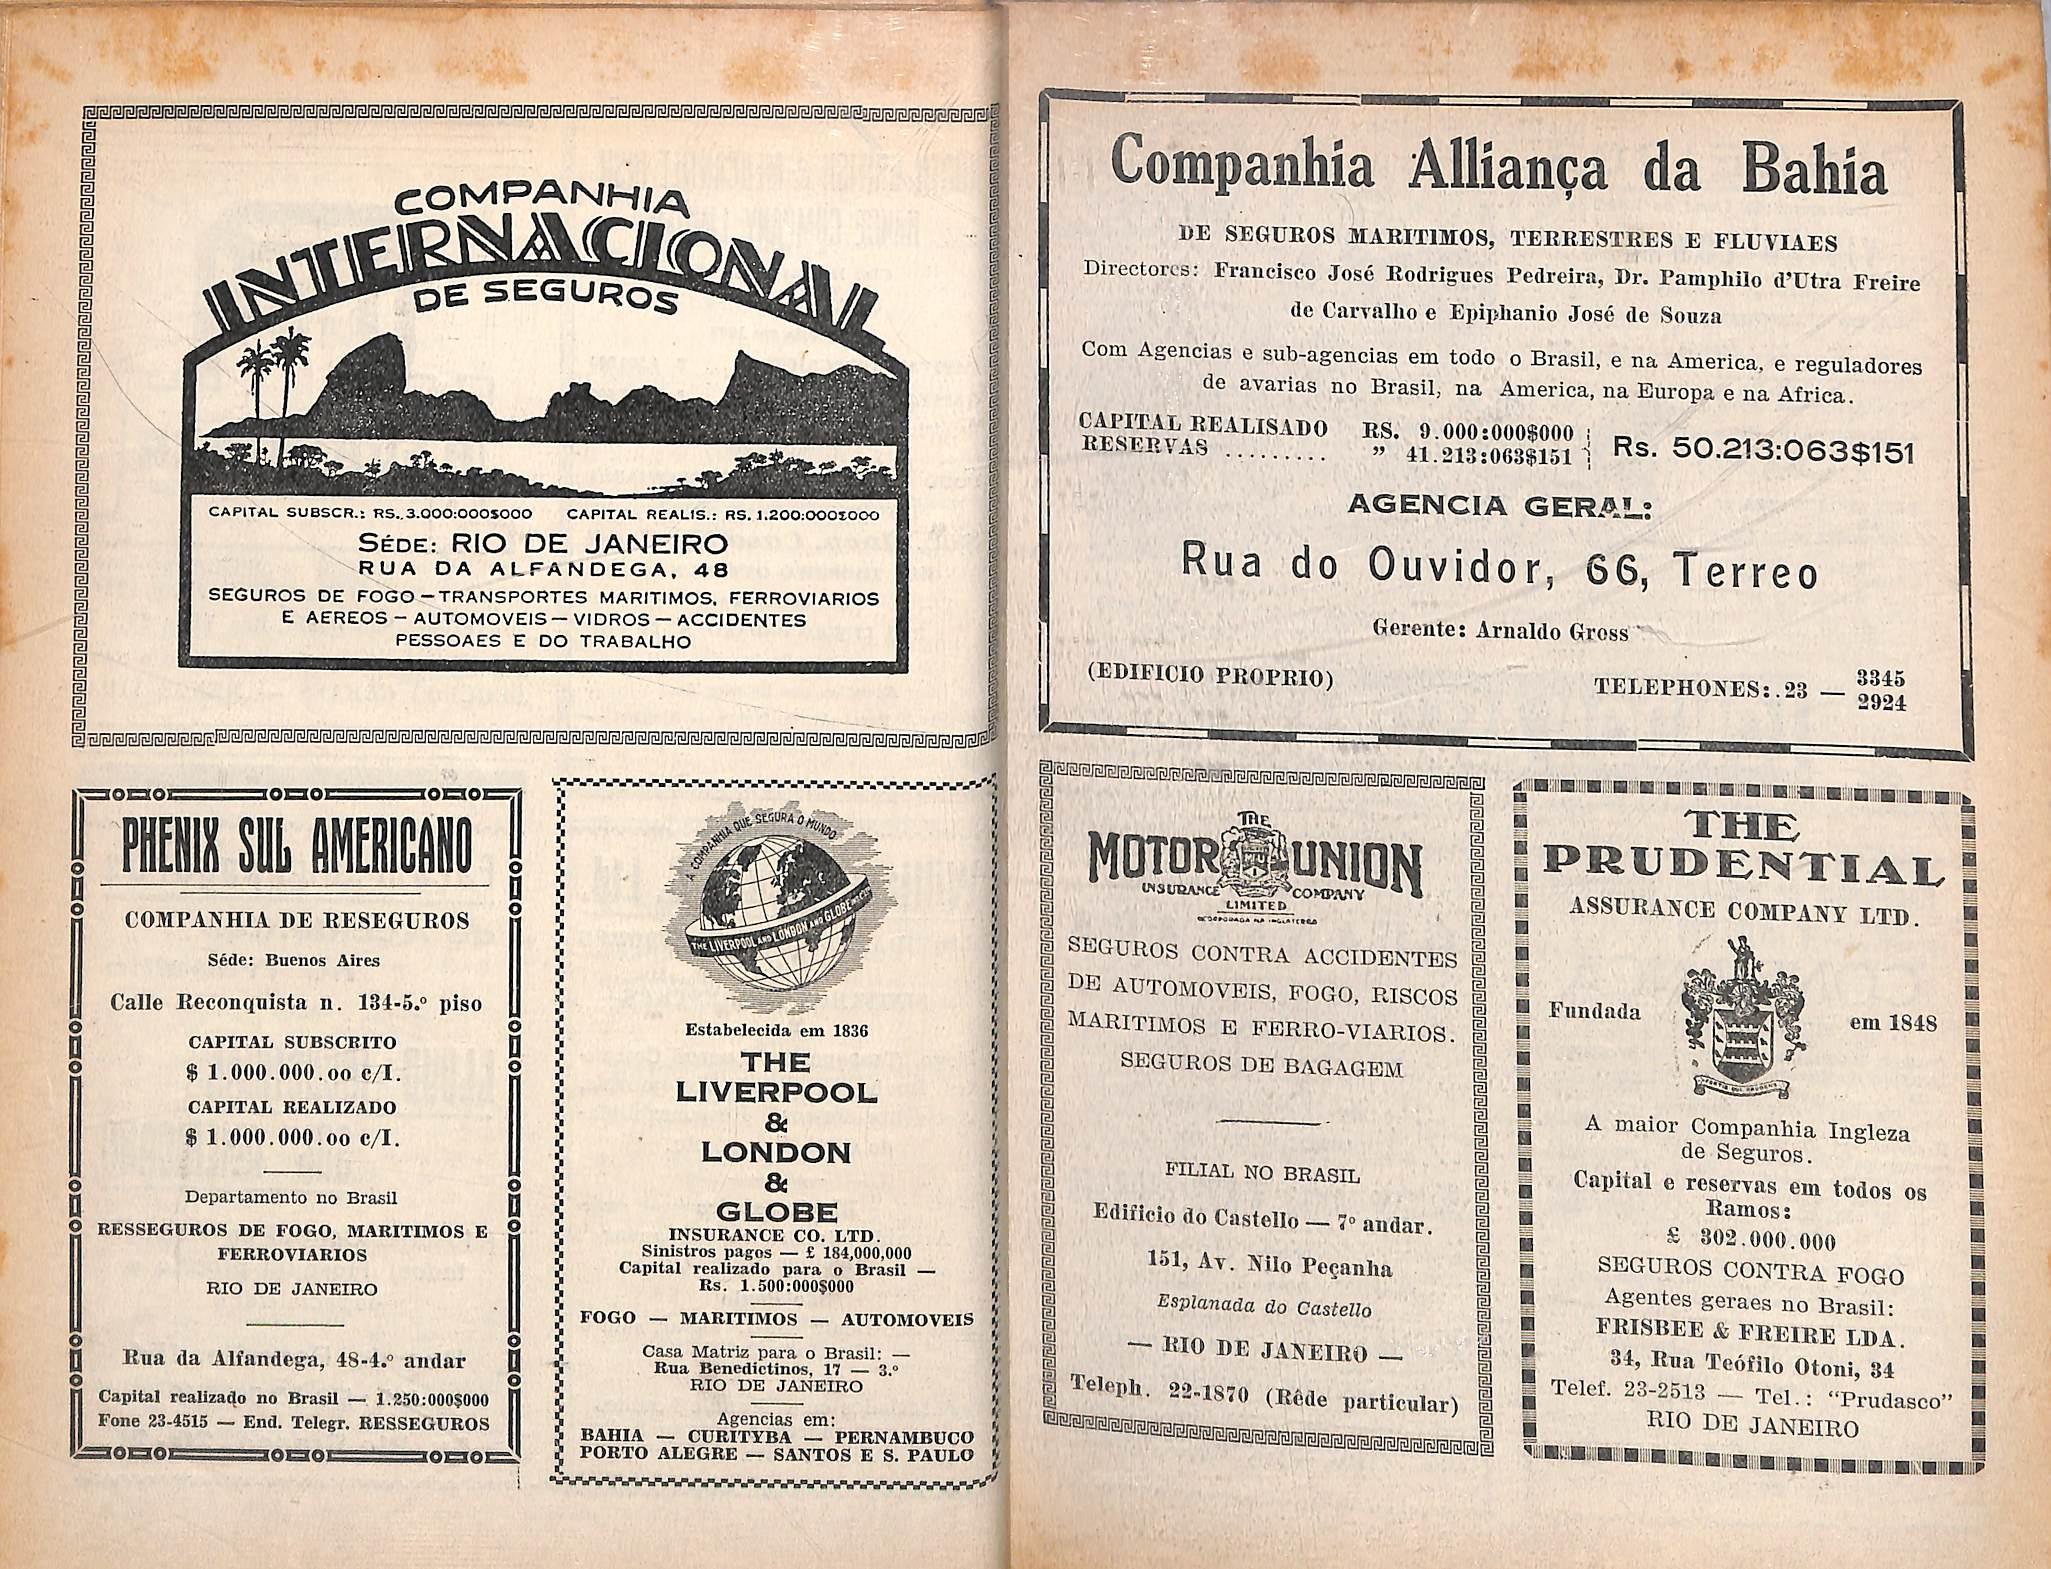 COMPANHIA
INTERNACIONAL
DE SEGUROS
CAPITAL SUBSCR.: RS. 3.000:000$000 CAPITAL REALIS.: RS. 1.200:000$000
SÉDE: RIO DE JANEIRO
RUA DA ALFANDEGA, 48
SEGUROS DE FOGO — TRANSPORTES MARITIMOS, FERROVIARIOS
E AEREOS — AUTOMOVEIS — VIDROS — ACCIDENTES
PESSOAES E DO TRABALHO
PHENIX SUL AMERICANO
COMPANHIA DE RESEGUROS
Séde: Buenos Aires
Calle Reconquista n. 134-5.º piso
CAPITAL SUBSCRITO
$ 1.000.000.oo c/I.
CAPITAL REALIZADO
$ 1.000.000.oo c/I.
Departamento no Brasil
RESSEGUROS DE FOGO, MARITIMOS E
FERROVIARIOS
RIO DE JANEIRO
Rua da Alfandega, 48-4.º andar
Capital realizado no Brasil — 1.250:000$000
Fone 23-4515 — End. Telegr. RESSEGUROS
A COMPANHIA QUE SEGURA O MUNDO
THE LIVERPOOL AND LONDON AND GLOBE
Estabelecida em 1836
THE
LIVERPOOL
&
LONDON
&
GLOBE
INSURANCE CO. LTD.
Sinistros pagos — £ 184,000,000
Capital realizado para o Brasil —
Rs. 1.500:000$000
FOGO — MARITIMOS — AUTOMOVEIS
Casa Matriz para o Brasil: —
Rua Benedictinos, 17 — 3.º
RIO DE JANEIRO
Agencias em:
BAHIA — CURITYBA — PERNAMBUCO
PORTO ALEGRE — SANTOS E S. PAULO
Companhia Alliança da Bahia
DE SEGUROS MARITIMOS, TERRESTRES E FLUVIAES
Directores: Francisco José Rodrigues Pedreira, Dr. Pamphilo d'Utra Freire
de Carvalho e Epiphanio José de Souza
Com Agencias e sub-agencias em todo o Brasil, e na America, e reguladores
de avarias no Brasil, na America, na Europa e na Africa.
CAPITAL REALISADO RS. 9.000:000$000
RESERVAS ......... " 41.213:063$151
Rs. 50.213:063$151
AGENCIA GERAL:
Rua do Ouvidor, 66, Terreo
Gerente: Arnaldo Gross
(EDIFICIO PROPRIO) TELEPHONES: 23 — 3345
2924
THE
MOTOR UNION
INSURANCE COMPANY
LIMITED
INCORPORADA NA INGLATERRA
SEGUROS CONTRA ACCIDENTES
DE AUTOMOVEIS, FOGO, RISCOS
MARITIMOS E FERRO-VIARIOS.
SEGUROS DE BAGAGEM
FILIAL NO BRASIL
Edificio do Castello — 7º andar.
151, Av. Nilo Peçanha
Esplanada do Castello
— RIO DE JANEIRO —
Teleph. 22-1870 (Rêde particular)
THE
PRUDENTIAL
ASSURANCE COMPANY LTD.
Fundada em 1848
FORTIS QUI PRUDENS
A maior Companhia Ingleza
de Seguros.
Capital e reservas em todos os
Ramos:
£ 302.000.000
SEGUROS CONTRA FOGO
Agentes geraes no Brasil:
FRISBEE & FREIRE LDA.
34, Rua Teófilo Otoni, 34
Telef. 23-2513 — Tel.: "Prudasco"
RIO DE JANEIRO